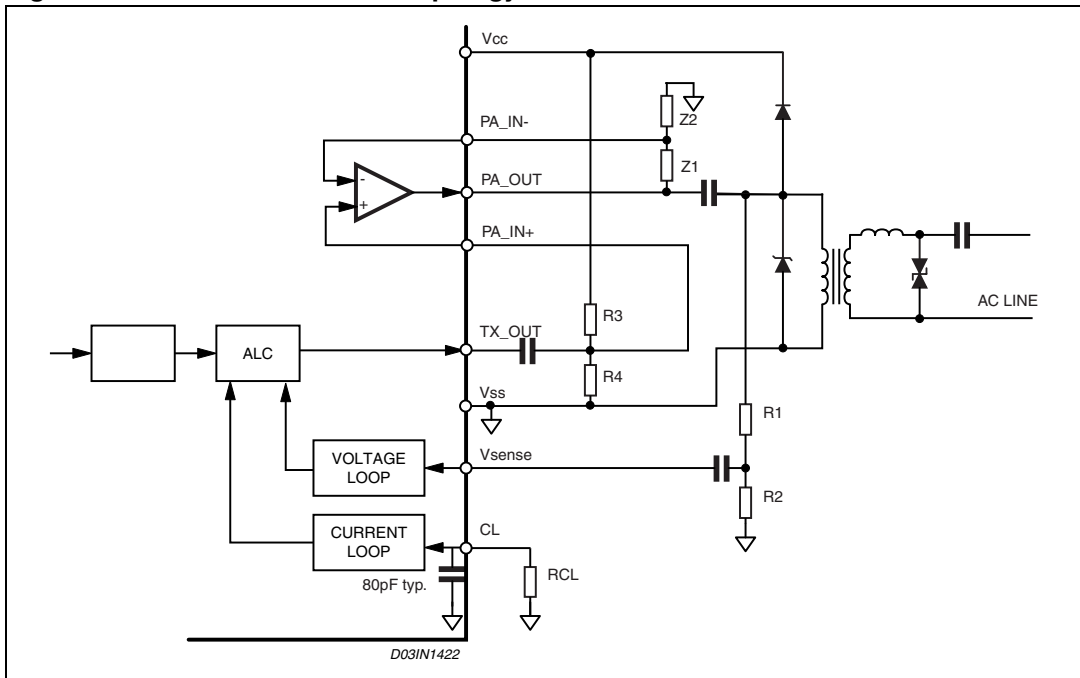 Vcc
PA_IN-
Z2
Z1
PA_OUT
-
+
PA_IN+
AC LINE
R3
TX_OUT
ALC
R4
Vss
R1
VOLTAGE
LOOP
Vsense
R2
CURRENT
LOOP
CL
80pF typ.
RCL
D03IN1422